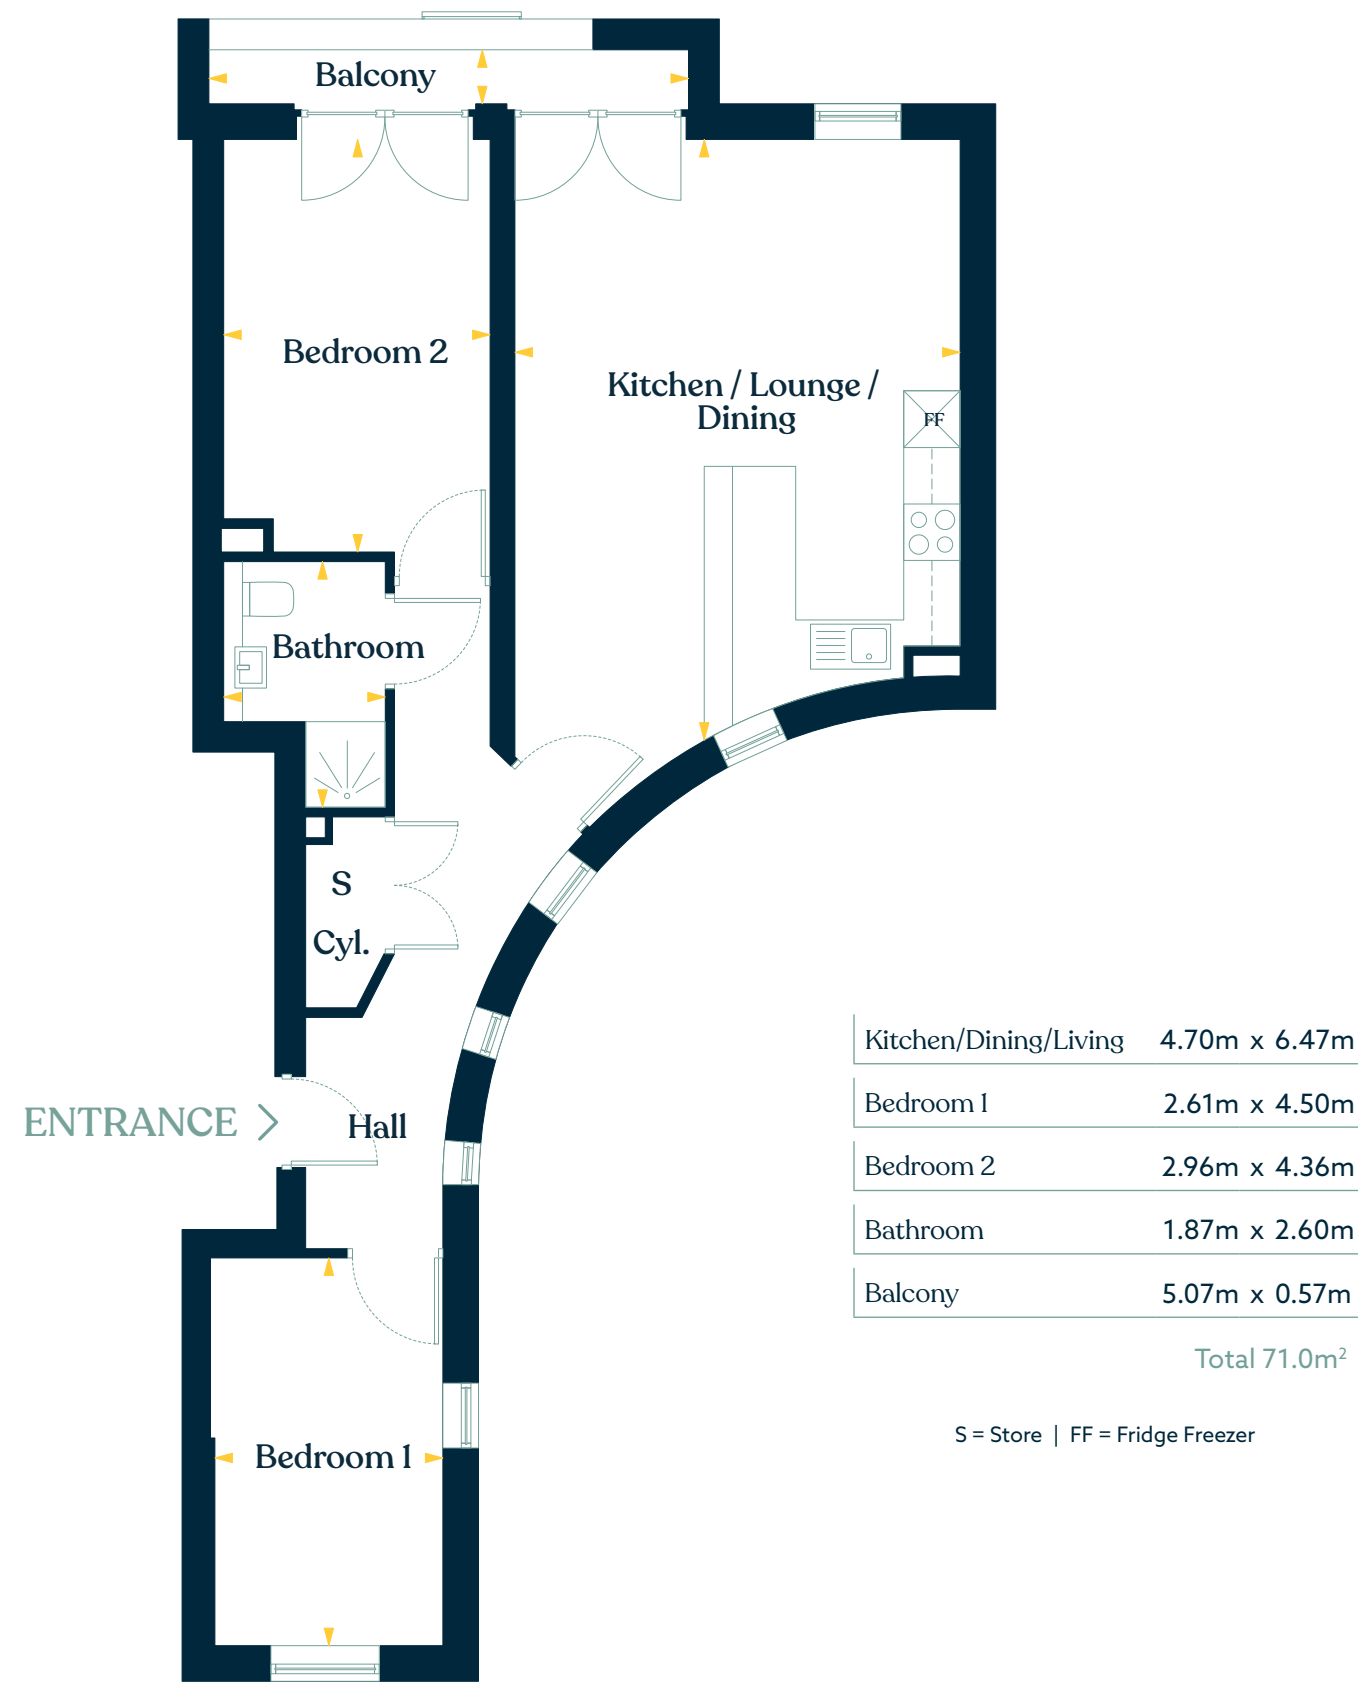 Balcony
Bedroom 2
Kitchen / Lounge /
Dining
FF
Bathroom
S
Cyl.
ENTRANCE
Hall
Bedroom 1
Kitchen/Dining/Living 4.70m x 6.47m
Bedroom 1 2.61m x 4.50m
Bedroom 2 2.96m x 4.36m
Bathroom 1.87m x 2.60m
Balcony 5.07m x 0.57m
Total 71.0m²
S = Store | FF = Fridge Freezer